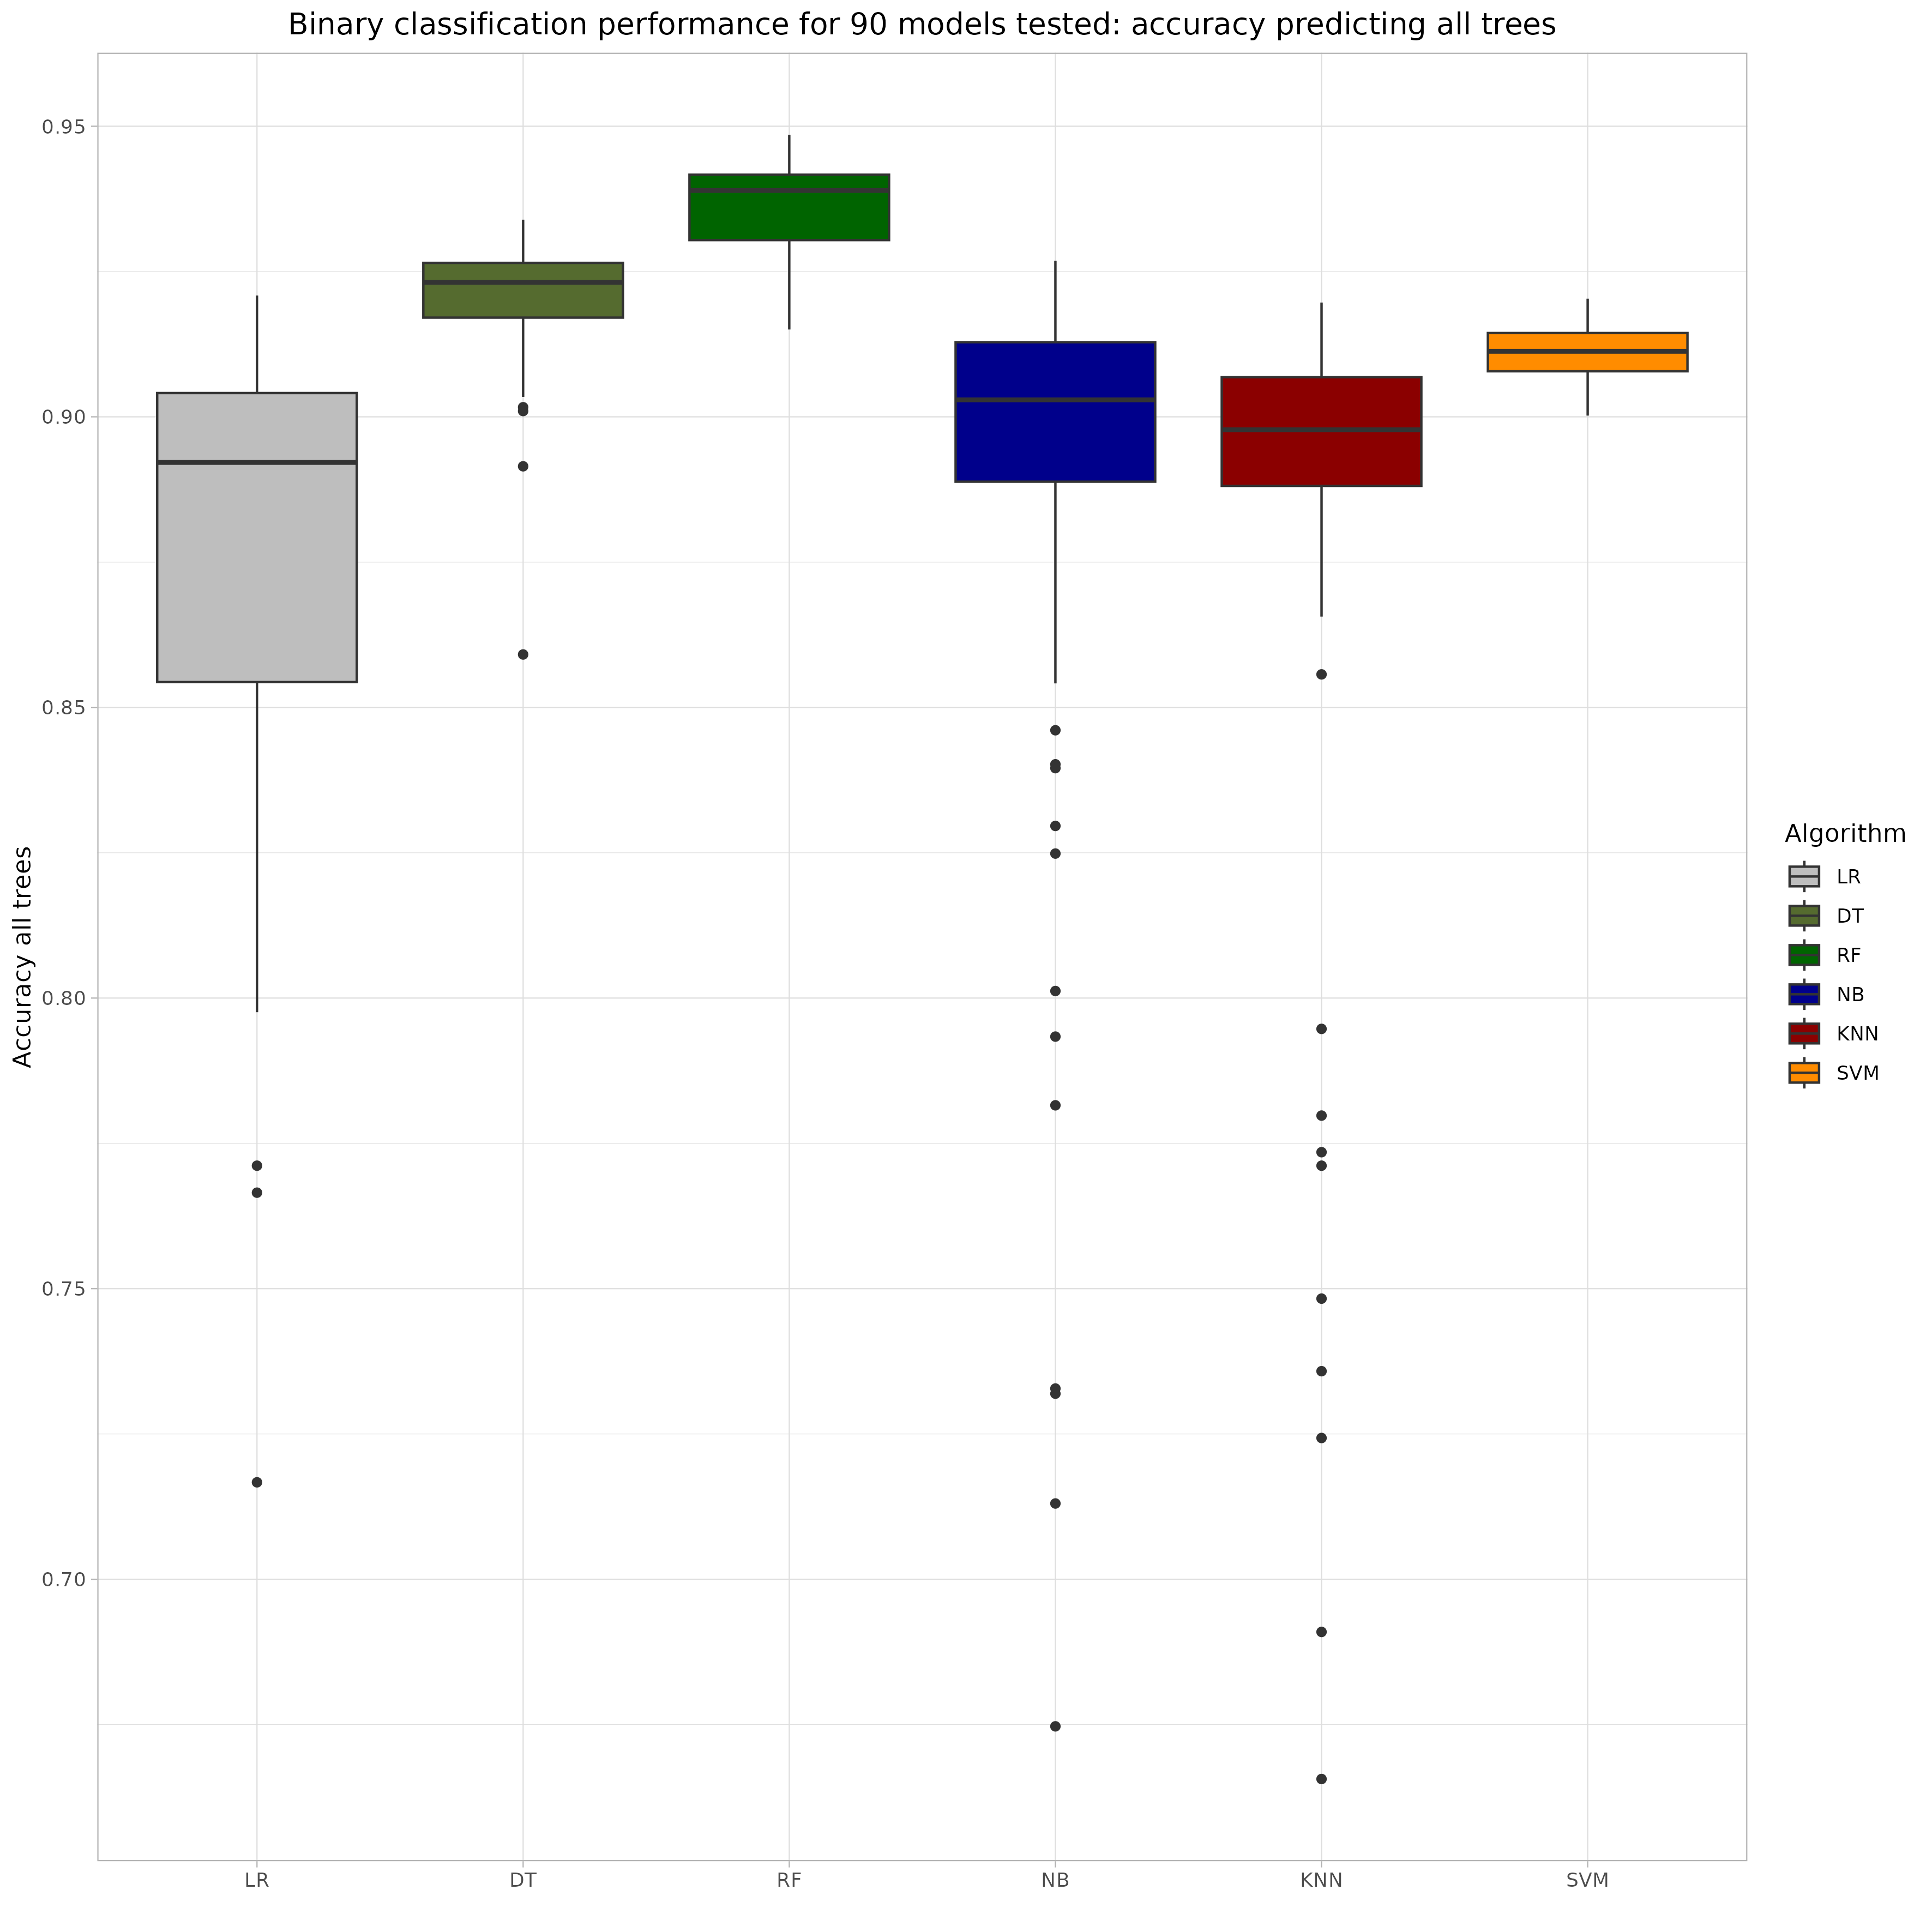 Binary classification performance for 90 models tested: accuracy predicting all trees
Accuracy all trees
0.95
0.90
0.85
0.80
0.75
0.70
LR
DT
RF
NB
KNN
SVM
Algorithm
LR
DT
RF
NB
KNN
SVM